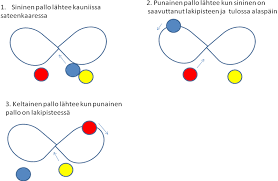 1. Sininen pallo lähtee kauniissa
sateenkaaressa
2. Punainen pallo lähtee kun sininen on
saavuttanut lakipisteen ja tulossa alaspäin
3. Keltainen pallo lähtee kun punainen
pallo on lakipisteessä